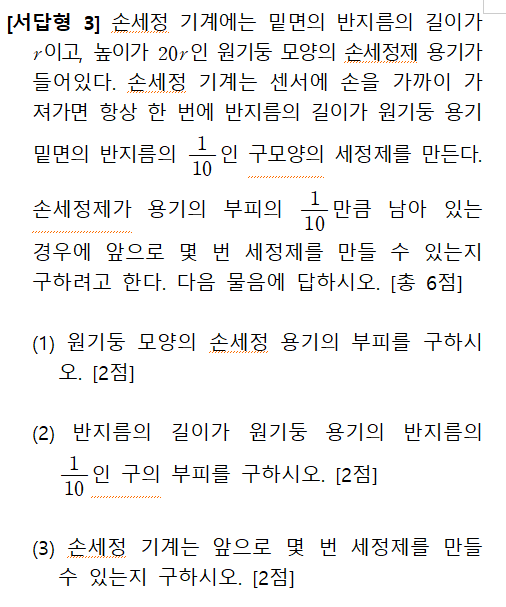 [서답형 3] 손세정 기계에는 밑면의 반지름의 길이가
r이고, 높이가 20r인 원기둥 모양의 손세정제 용기가
들어있다. 손세정 기계는 센서에 손을 가까이 가
져가면 항상 한 번에 반지름의 길이가 원기둥 용기
밑면의 반지름의 1/10인 구모양의 세정제를 만든다.
손세정제가 용기의 부피의 1/10만큼 남아 있는
경우에 앞으로 몇 번 세정제를 만들 수 있는지
구하려고 한다. 다음 물음에 답하시오. [총 6점]
(1) 원기둥 모양의 손세정 용기의 부피를 구하시
오. [2점]
(2) 반지름의 길이가 원기둥 용기의 반지름의
1/10인 구의 부피를 구하시오. [2점]
(3) 손세정 기계는 앞으로 몇 번 세정제를 만들
수 있는지 구하시오. [2점]